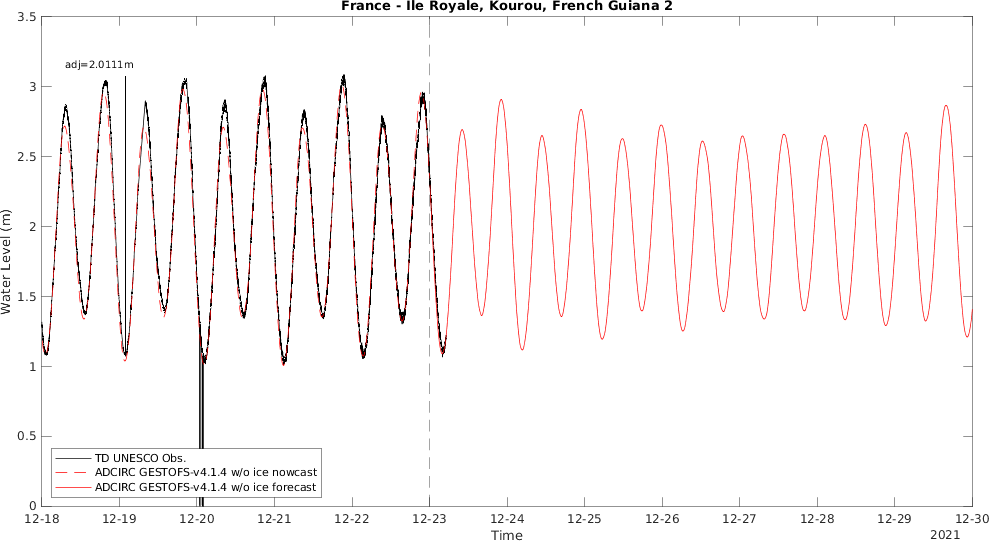 France - Ile Royale, Kourou, French Guiana 2
3.5
3
2.5
2
1.5
1
0.5
0
Water Level (m)
adj=2.0111m
TD UNESCO Obs.
ADCIRC GESTOFS-v4.1.4 w/o ice nowcast
ADCIRC GESTOFS-v4.1.4 w/o ice forecast
12-18 12-19 12-20 12-21 12-22 12-23 12-24 12-25 12-26 12-27 12-28 12-29 12-30
Time
2021